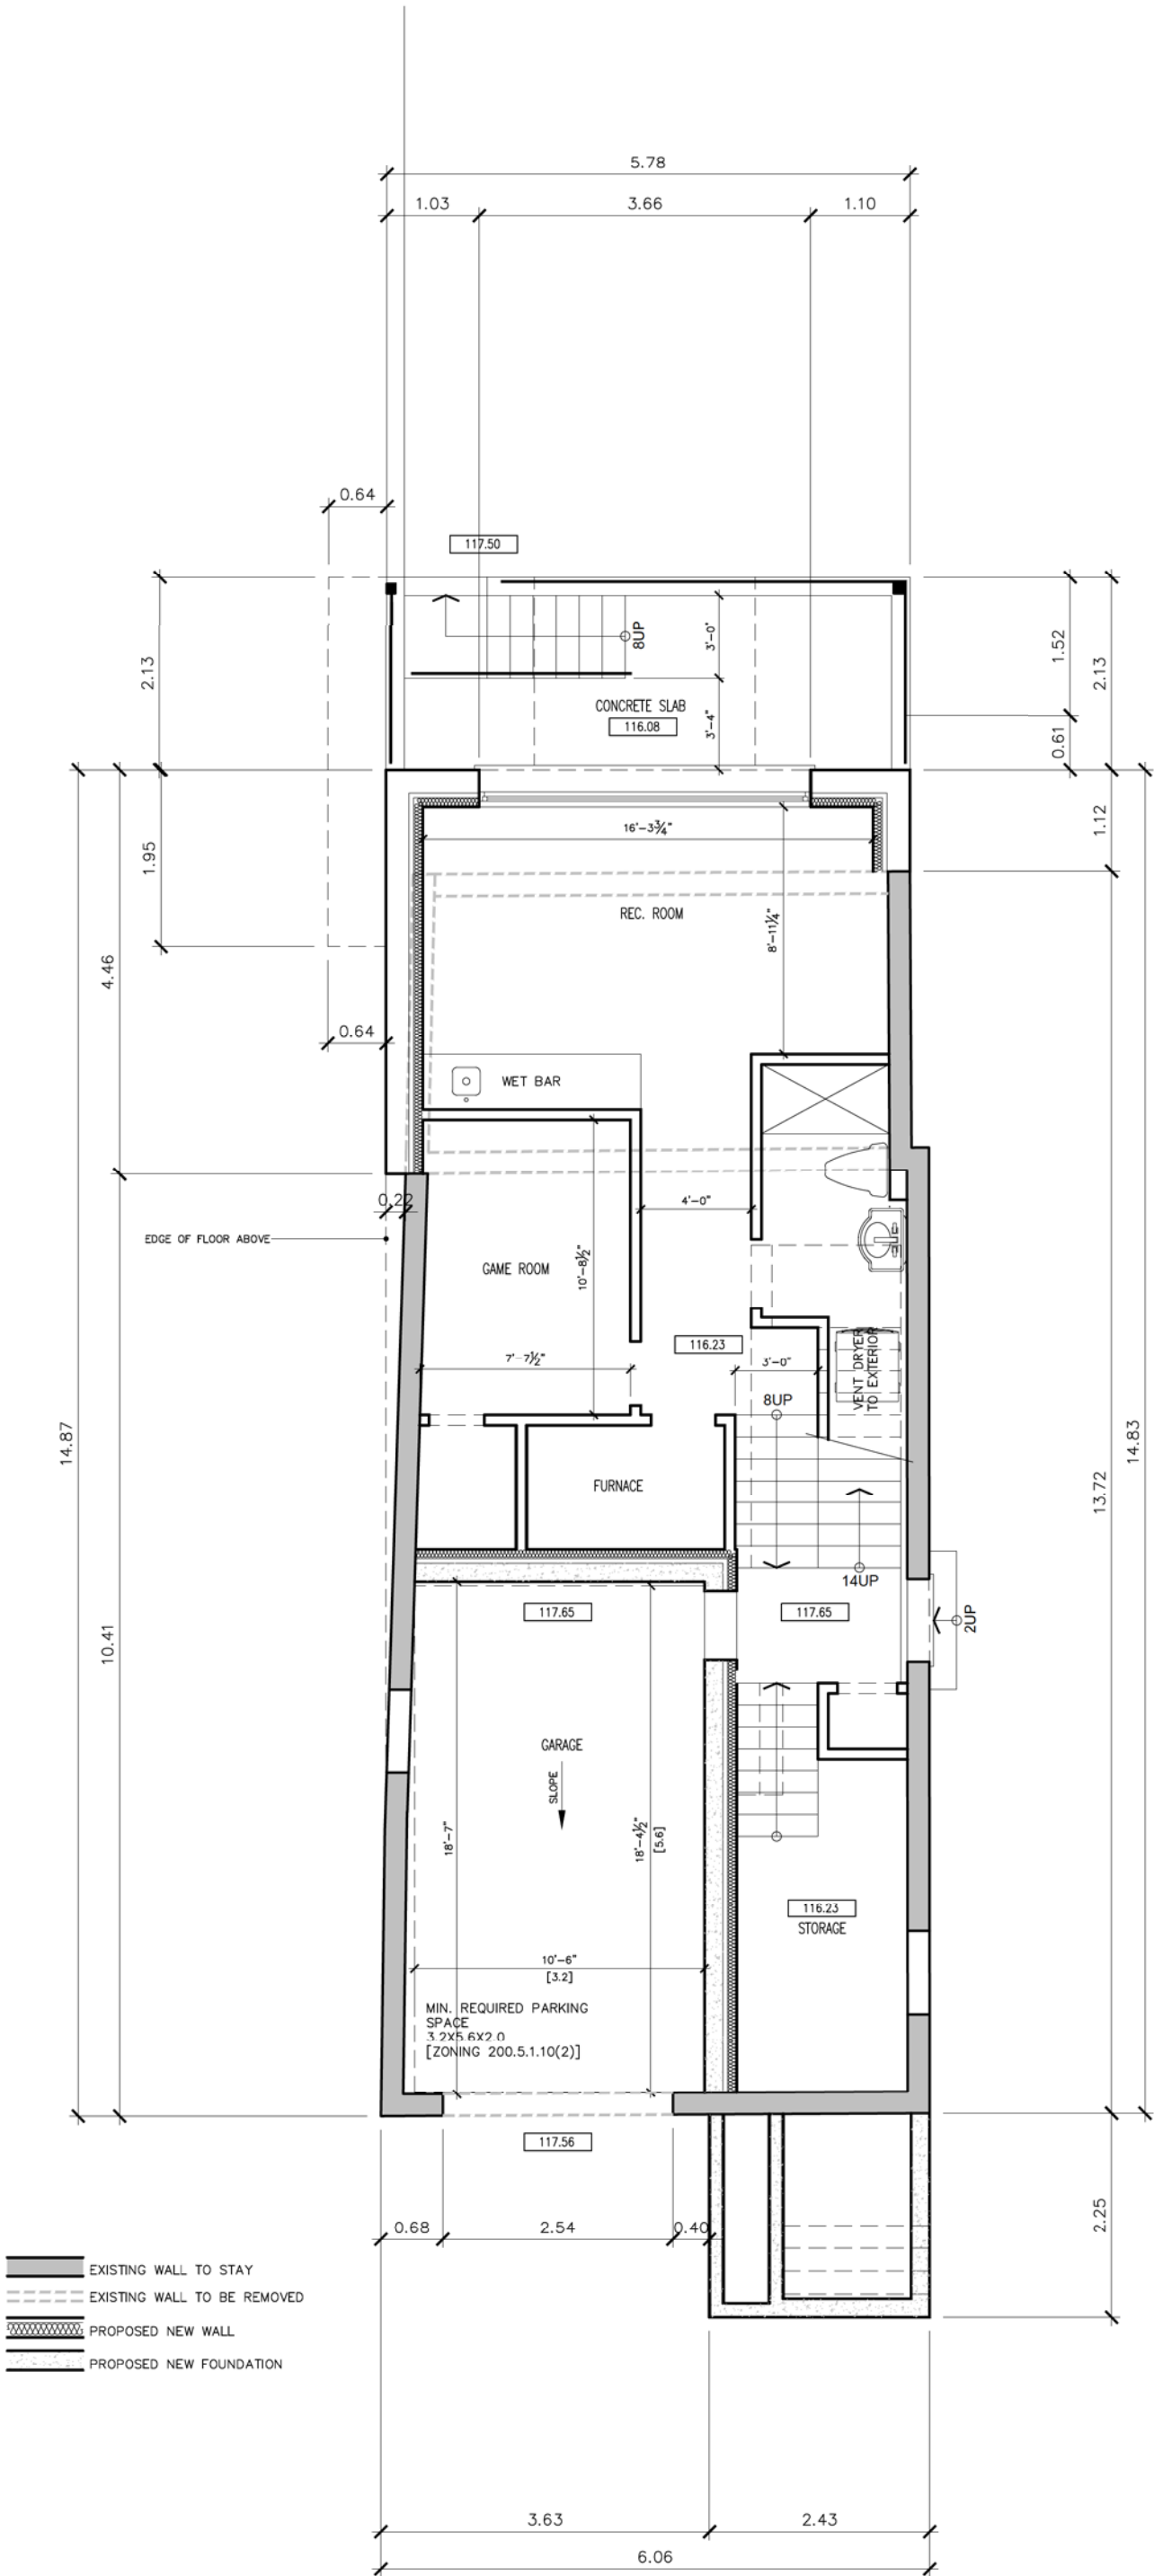 5.78
1.03
3.66
1.10
0.64
117.50
2.13
8UP
3'-0"
1.52
2.13
CONCRETE SLAB
116.08
3'-4"
0.61
16'-3¾"
1.12
1.95
REC. ROOM
8'-11¼"
4.46
0.64
WET BAR
0.22
4'-0"
EDGE OF FLOOR ABOVE
GAME ROOM
10'-8½"
116.23
7'-7½"
3'-0"
VENT DRYER
TO EXTERIOR
8UP
14.87
14.83
FURNACE
13.72
14UP
117.65
117.65
2UP
10.41
GARAGE
SLOPE
18'-7"
18'-4½"
[5.6]
116.23
STORAGE
10'-6"
[3.2]
MIN. REQUIRED PARKING
SPACE
3.2X5.6X2.0
[ZONING 200.5.1.10(2)]
117.56
2.25
0.68
2.54
0.40
EXISTING WALL TO STAY
EXISTING WALL TO BE REMOVED
PROPOSED NEW WALL
PROPOSED NEW FOUNDATION
3.63
2.43
6.06